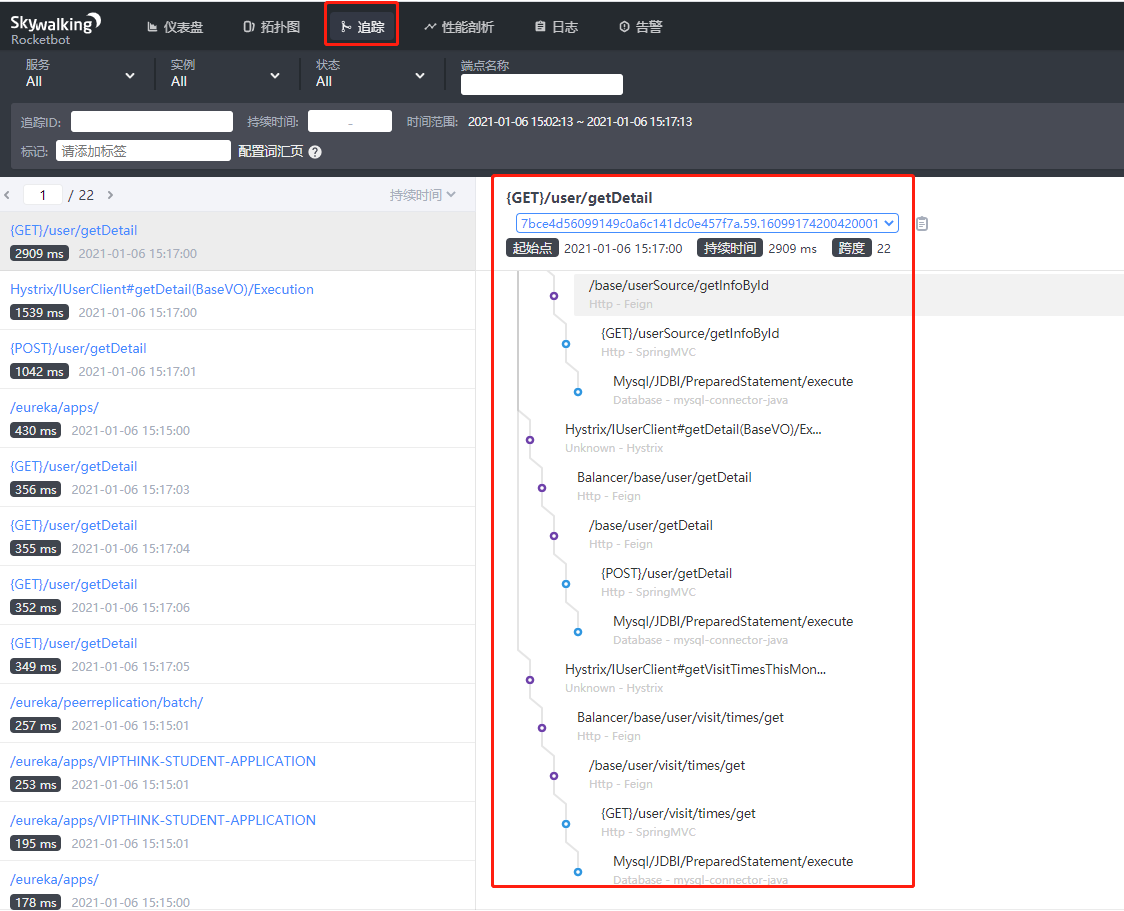 Skywalking
Rocketbot
仪表盘
拓扑图
追踪
性能剖析
日志
告警
服务
All
实例
All
状态
All
端点名称
追踪ID:
持续时间:
-
时间范围:
2021-01-06 15:02:13 ~ 2021-01-06 15:17:13
标记:
请添加标签
配置词汇页 ?
1 / 22
持续时间
{GET}/user/getDetail
2909 ms 2021-01-06 15:17:00
Hystrix/IUserClient#getDetail(BaseVO)/Execution
1539 ms 2021-01-06 15:17:00
{POST}/user/getDetail
1042 ms 2021-01-06 15:17:01
/eureka/apps/
430 ms 2021-01-06 15:15:00
{GET}/user/getDetail
356 ms 2021-01-06 15:17:03
{GET}/user/getDetail
355 ms 2021-01-06 15:17:04
{GET}/user/getDetail
352 ms 2021-01-06 15:17:06
{GET}/user/getDetail
349 ms 2021-01-06 15:17:05
/eureka/peerreplication/batch/
257 ms 2021-01-06 15:15:01
/eureka/apps/VIPTHINK-STUDENT-APPLICATION
253 ms 2021-01-06 15:15:01
/eureka/apps/VIPTHINK-STUDENT-APPLICATION
195 ms 2021-01-06 15:15:01
/eureka/apps/
178 ms 2021-01-06 15:15:00
{GET}/user/getDetail
7bce4d56099149c0a6c141dc0e457f7a.59.16099174200420001
起始点 2021-01-06 15:17:00 持续时间 2909 ms 跨度 22
/base/userSource/getInfoById
Http - Feign
{GET}/userSource/getInfoById
Http - SpringMVC
Mysql/JDBI/PreparedStatement/execute
Database - mysql-connector-java
Hystrix/IUserClient#getDetail(BaseVO)/Ex...
Unknown - Hystrix
Balancer/base/user/getDetail
Http - Feign
/base/user/getDetail
Http - Feign
{POST}/user/getDetail
Http - SpringMVC
Mysql/JDBI/PreparedStatement/execute
Database - mysql-connector-java
Hystrix/IUserClient#getVisitTimesThisMon...
Unknown - Hystrix
Balancer/base/user/visit/times/get
Http - Feign
/base/user/visit/times/get
Http - Feign
{GET}/user/visit/times/get
Http - SpringMVC
Mysql/JDBI/PreparedStatement/execute
Database - mysql-connector-java